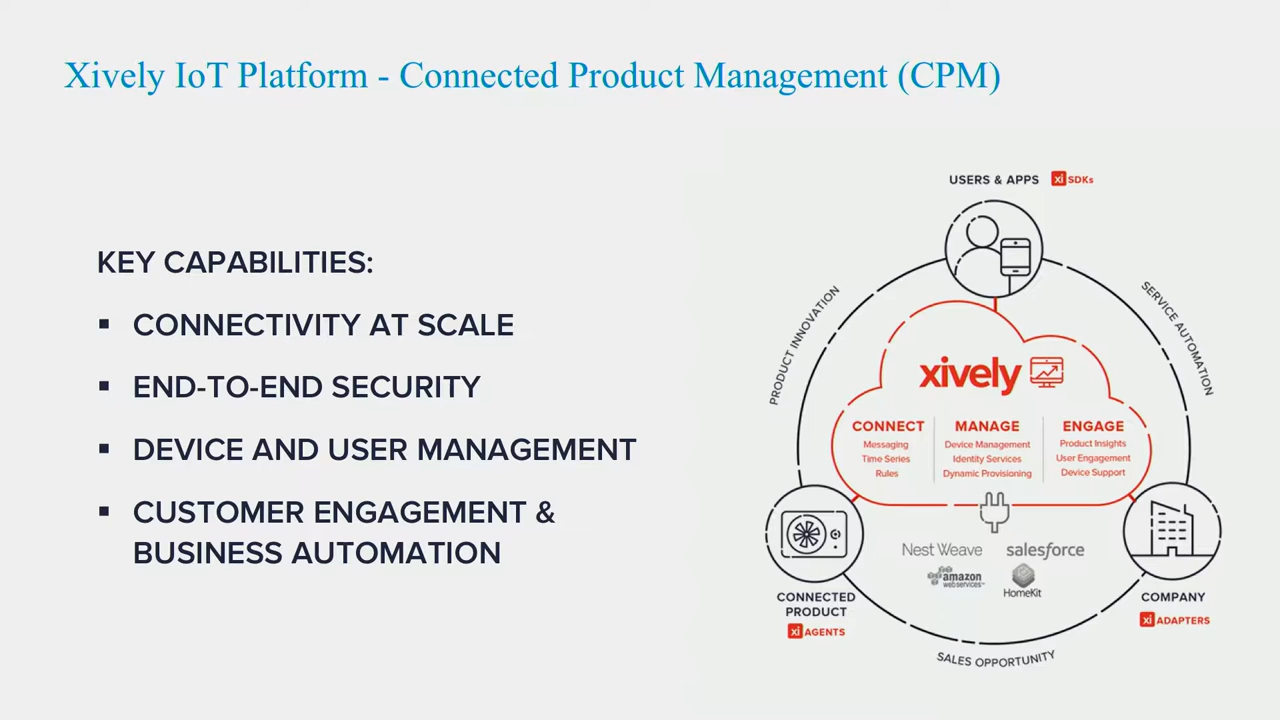 Xively IoT Platform - Connected Product Management (CPM)
KEY CAPABILITIES:
▪ CONNECTIVITY AT SCALE
▪ END-TO-END SECURITY
▪ DEVICE AND USER MANAGEMENT
▪ CUSTOMER ENGAGEMENT &
BUSINESS AUTOMATION
USERS & APPS xi SDKs
PRODUCT INNOVATION
SERVICE AUTOMATION
xively
CONNECT
Messaging
Time Series
Rules
MANAGE
Device Management
Identity Services
Dynamic Provisioning
ENGAGE
Product Insights
User Engagement
Device Support
Nest Weave
salesforce
amazon
webservices™
HomeKit
CONNECTED
PRODUCT
xi AGENTS
COMPANY
xi ADAPTERS
SALES OPPORTUNITY